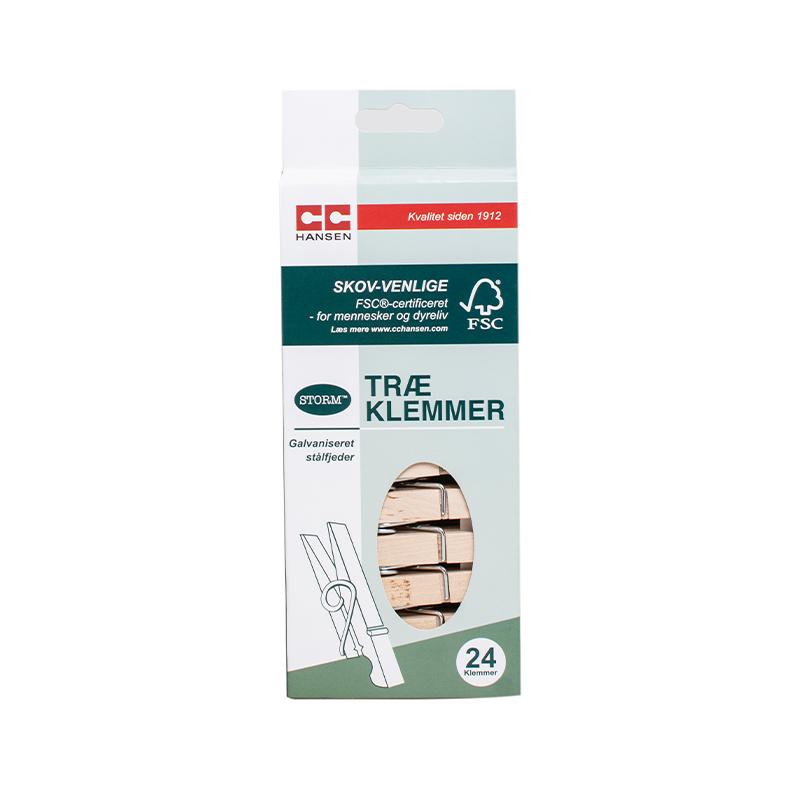 CC
HANSEN
Kvalitet siden 1912
SKOV-VENLIGE
FSC®-certificeret
- for mennesker og dyreliv
Læs mere www.cchansen.com
FSC
STORM™
TRÆ
KLEMMER
Galvaniseret
stålfjeder
24
Klemmer